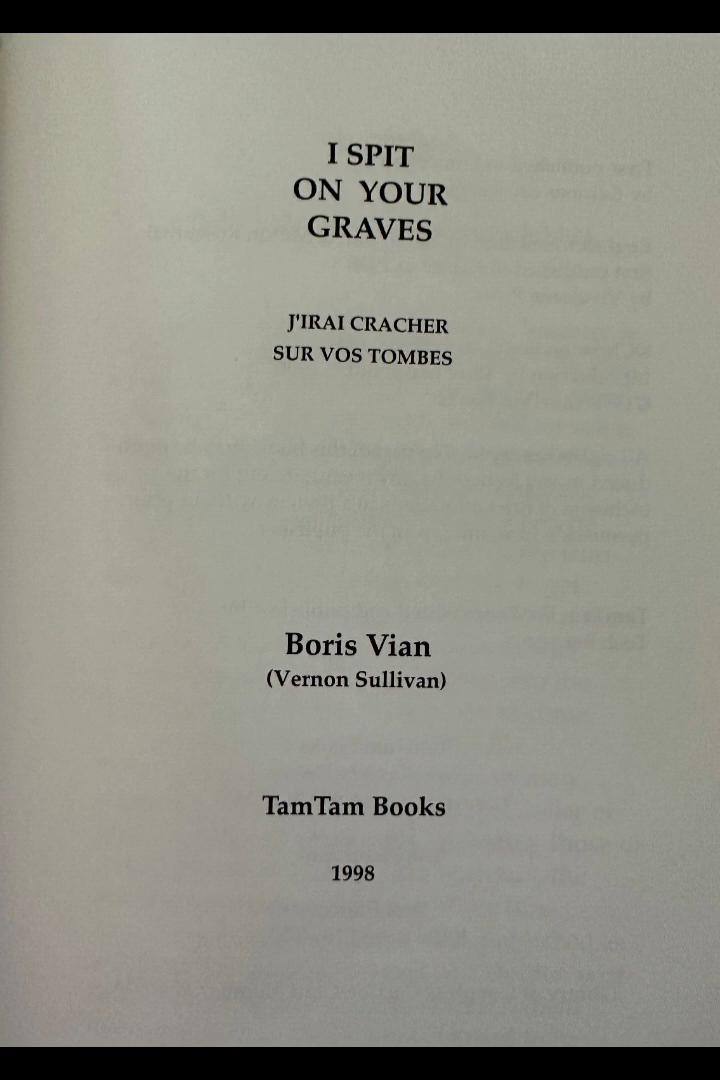 I SPIT
ON YOUR
GRAVES
J'IRAI CRACHER
SUR VOS TOMBES
Boris Vian
(Vernon Sullivan)
TamTam Books
1998